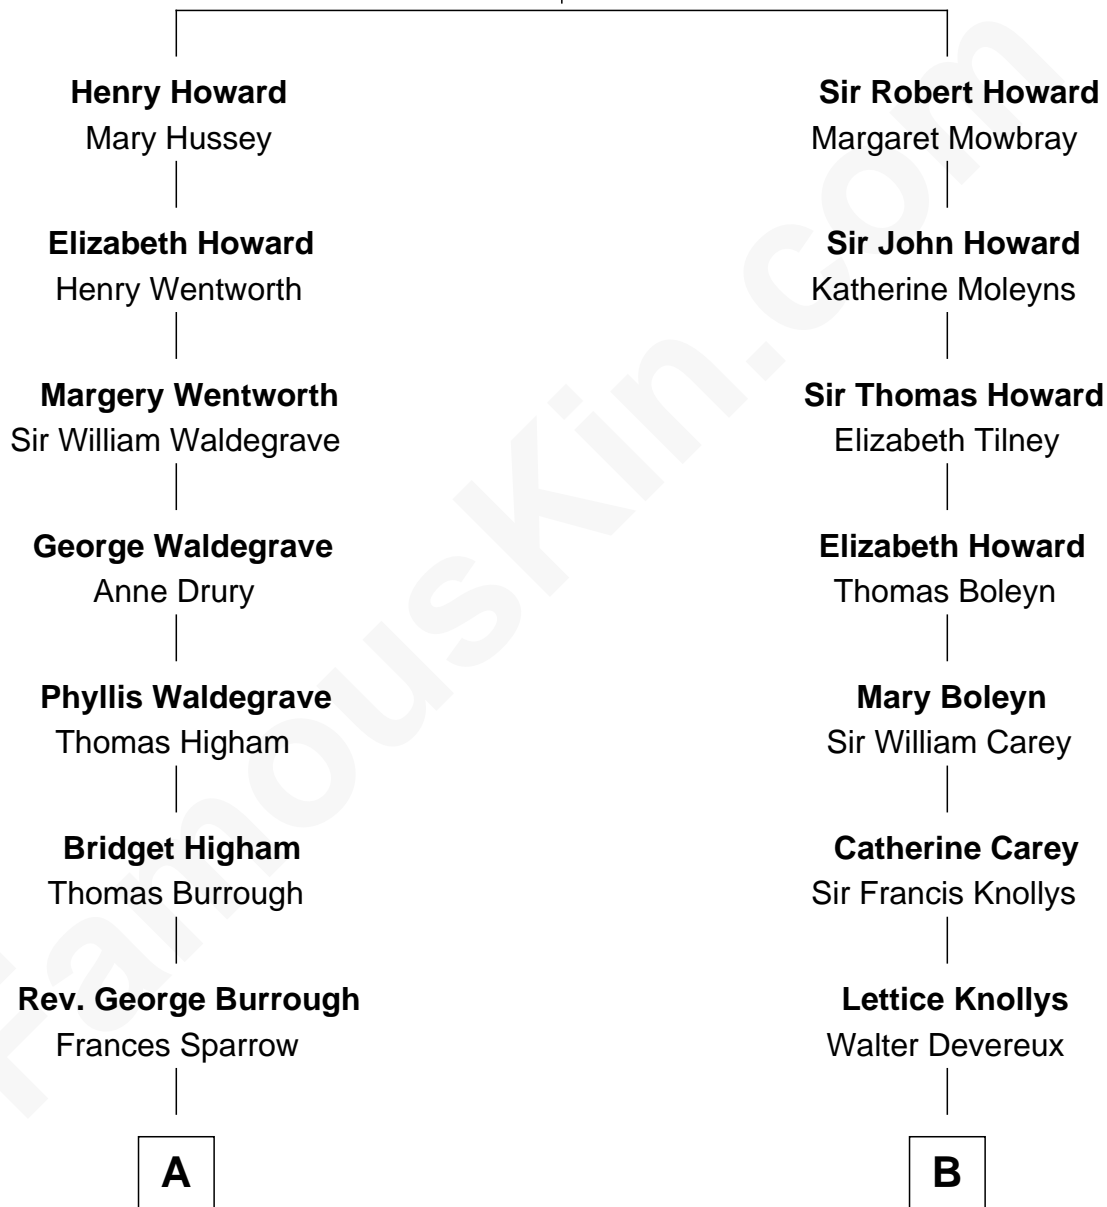 Henry Howard
Mary Hussey
Elizabeth Howard
Henry Wentworth
Margery Wentworth
Sir William Waldegrave
George Waldegrave
Anne Drury
Phyllis Waldegrave
Thomas Higham
Bridget Higham
Thomas Burrough
Rev. George Burrough
Frances Sparrow
A
Sir Robert Howard
Margaret Mowbray
Sir John Howard
Katherine Moleyns
Sir Thomas Howard
Elizabeth Tilney
Elizabeth Howard
Thomas Boleyn
Mary Boleyn
Sir William Carey
Catherine Carey
Sir Francis Knollys
Lettice Knollys
Walter Devereux
B
FamousKin.com